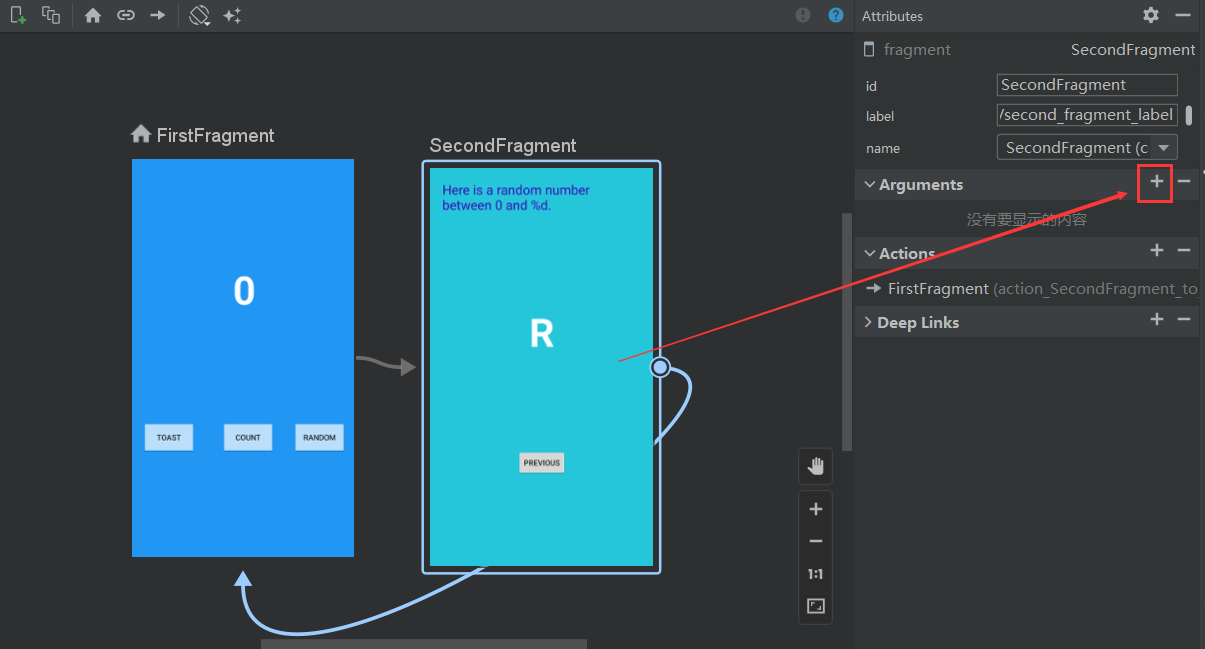 Attributes
fragment
SecondFragment
id
SecondFragment
label
/second_fragment_label
name
SecondFragment (c
Arguments
没有要显示的内容
Actions
FirstFragment (action_SecondFragment_to_
Deep Links
FirstFragment
0
TOAST
COUNT
RANDOM
SecondFragment
Here is a random number
between 0 and %d.
R
PREVIOUS
1:1